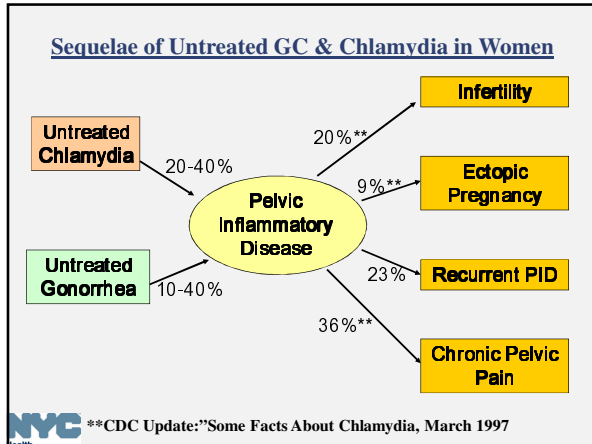 Sequelae of Untreated GC & Chlamydia in Women
Untreated
Chlamydia
20-40%
Untreated
Gonorrhea
10-40%
Pelvic
Inflammatory
Disease
20%**
Infertility
9%**
Ectopic
Pregnancy
23%
Recurrent PID
36%**
Chronic Pelvic
Pain
NYC
Health
**CDC Update:”Some Facts About Chlamydia, March 1997